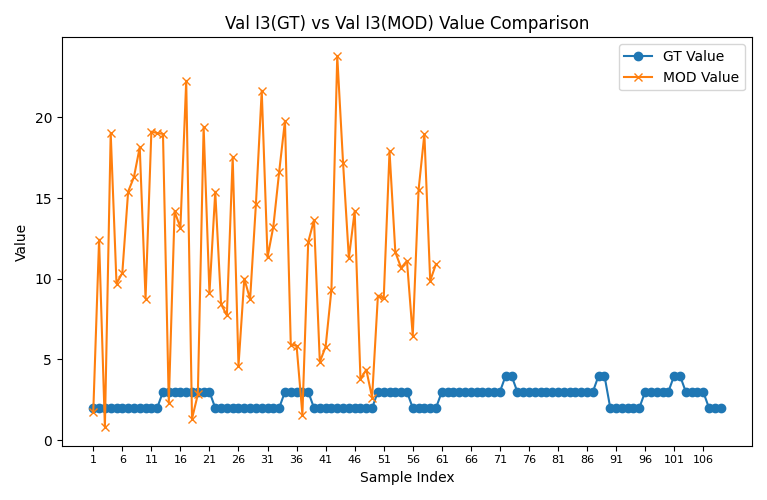 Val I3(GT) vs Val I3(MOD) Value Comparison
GT Value
MOD Value
Value
20
15
10
5
0
1 6 11 16 21 26 31 36 41 46 51 56 61 66 71 76 81 86 91 96 101 106
Sample Index